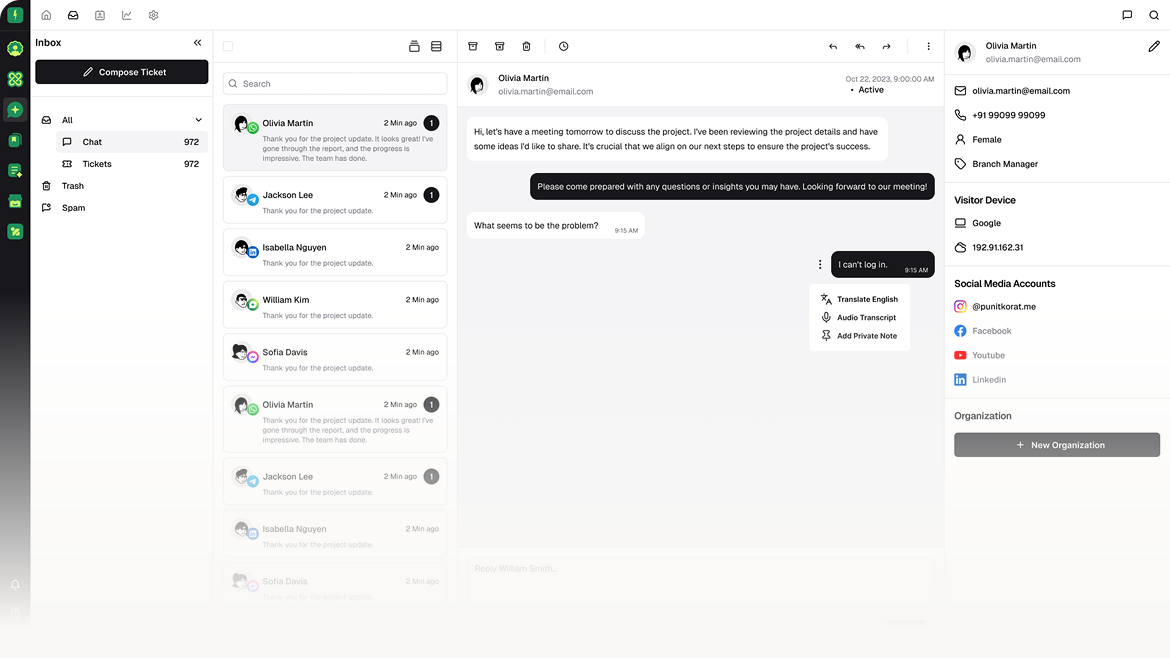 Inbox
Compose Ticket
All
Chat 972
Tickets 972
Trash
Spam
Search
Olivia Martin 2 Min ago 1
Thank you for the project update. It looks great! I've
gone through the report, and the progress is
impressive. The team has done.
Jackson Lee 2 Min ago 1
Thank you for the project update.
Isabella Nguyen 2 Min ago
Thank you for the project update.
William Kim 2 Min ago
Thank you for the project update.
Sofia Davis 2 Min ago
Thank you for the project update.
Olivia Martin 2 Min ago 1
Thank you for the project update. It looks great! I've
gone through the report, and the progress is
impressive. The team has done.
Jackson Lee 2 Min ago 1
Thank you for the project update.
Isabella Nguyen 2 Min ago
Thank you for the project update.
Sofia Davis 2 Min ago
Thank you for the project update.
Olivia Martin
olivia.martin@email.com
Oct 22, 2023, 9:00:00 AM
• Active
Hi, let's have a meeting tomorrow to discuss the project. I've been reviewing the project details and have
some ideas I'd like to share. It's crucial that we align on our next steps to ensure the project's success.
Please come prepared with any questions or insights you may have. Looking forward to our meeting!
What seems to be the problem? 9:15 AM
I can't log in. 9:15 AM
Translate English
Audio Transcript
Add Private Note
Reply William Smith...
Olivia Martin
olivia.martin@email.com
olivia.martin@email.com
+91 99099 99099
Female
Branch Manager
Visitor Device
Google
192.91.162.31
Social Media Accounts
@punitkorat.me
Facebook
Youtube
Linkedin
Organization
+ New Organization